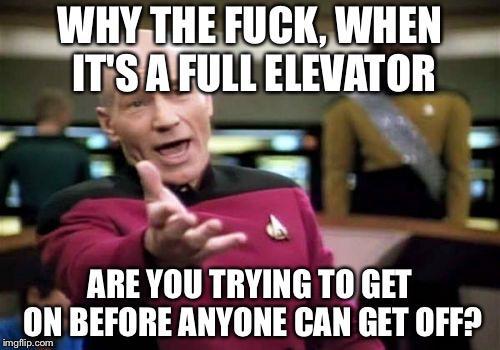 WHY THE FUCK, WHEN
IT'S A FULL ELEVATOR
ARE YOU TRYING TO GET
ON BEFORE ANYONE CAN GET OFF?
imgflip.com